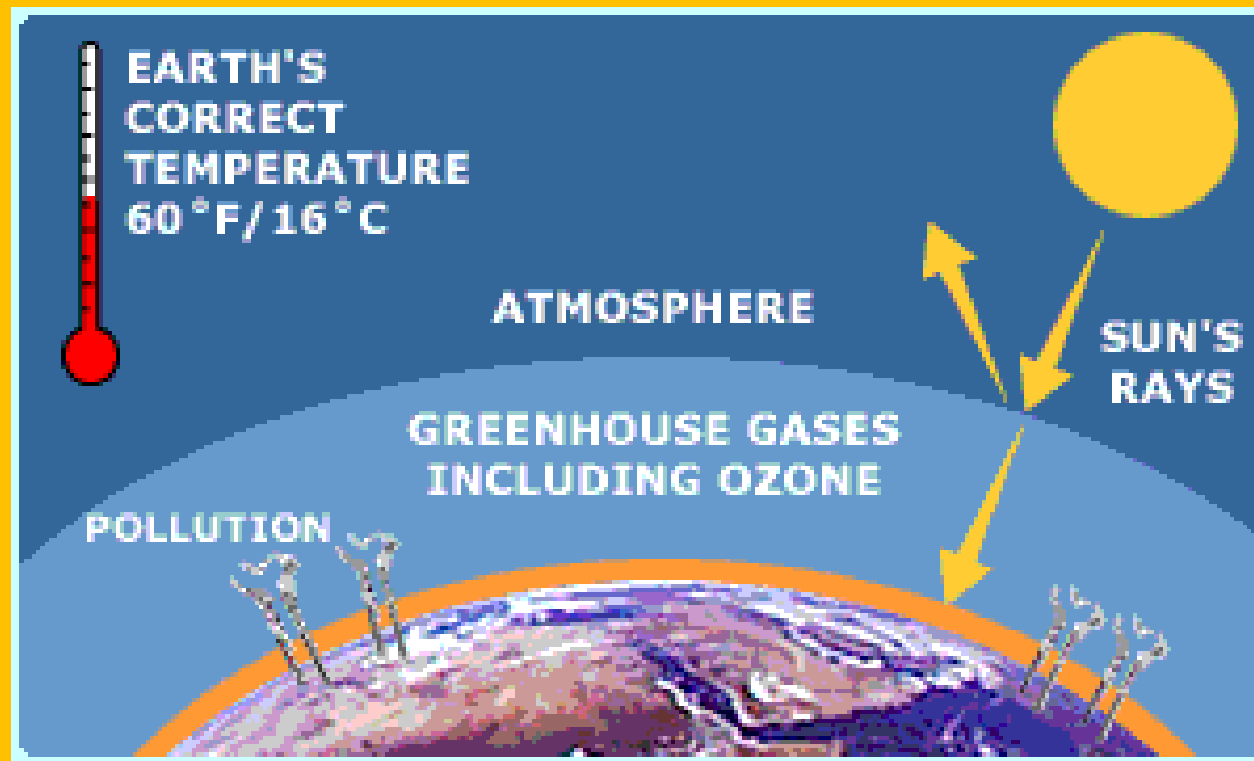 EARTH'S
CORRECT
TEMPERATURE
60°F/16°C
ATMOSPHERE
SUN'S
RAYS
GREENHOUSE GASES
INCLUDING OZONE
POLLUTION